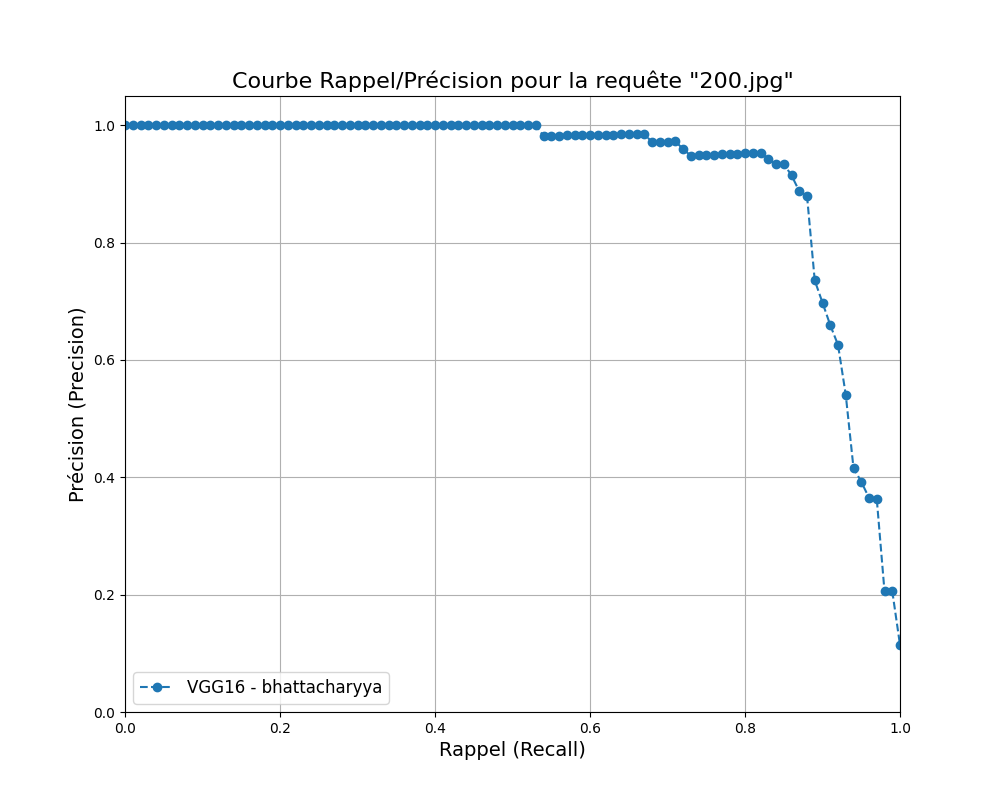 Courbe Rappel/Précision pour la requête "200.jpg"
1.0
0.8
0.6
0.4
0.2
0.0
Précision (Precision)
VGG16 - bhattacharyya
0.0 0.2 0.4 0.6 0.8 1.0
Rappel (Recall)